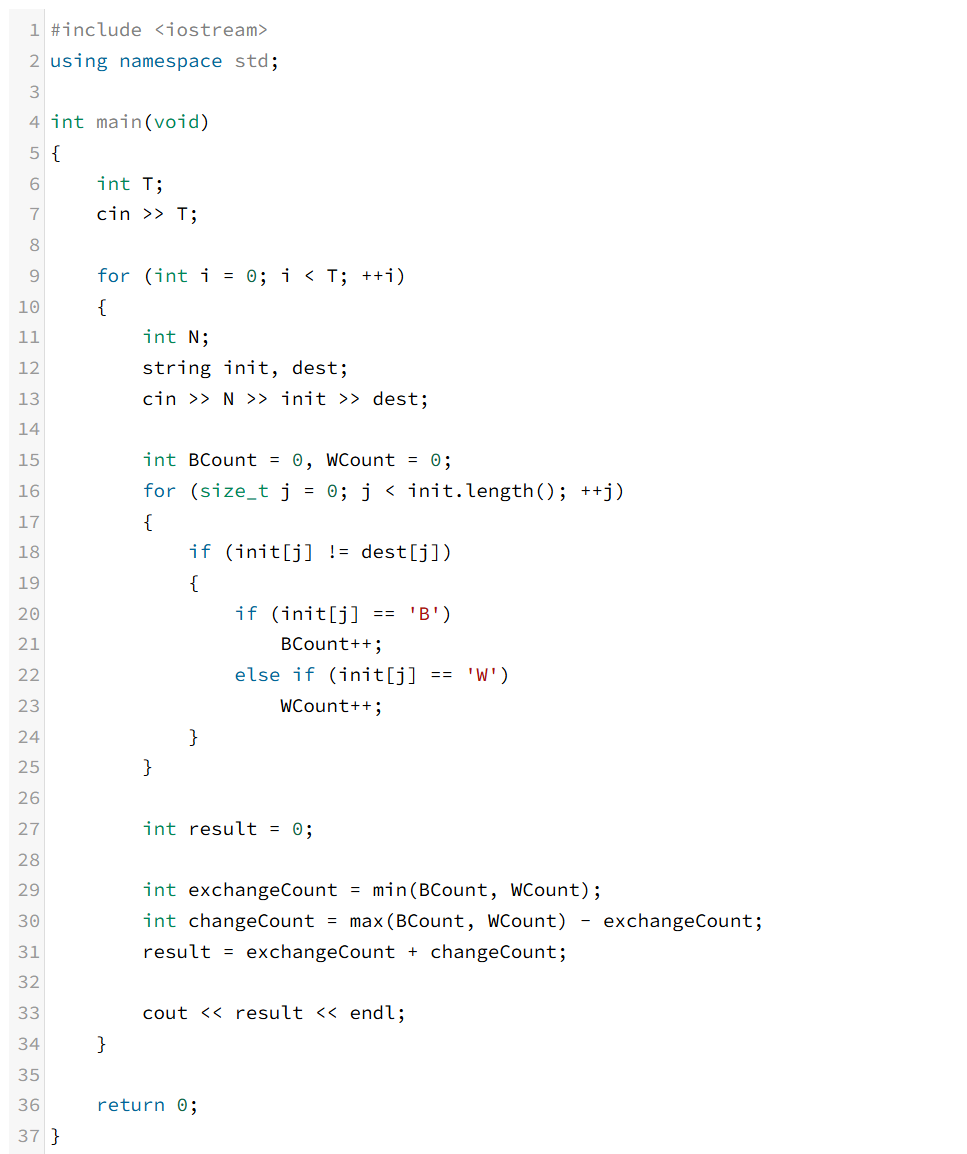 1 #include <iostream>
2 using namespace std;
3
4 int main(void)
5 {
6     int T;
7     cin >> T;
8
9     for (int i = 0; i < T; ++i)
10     {
11         int N;
12         string init, dest;
13         cin >> N >> init >> dest;
14
15         int BCount = 0, WCount = 0;
16         for (size_t j = 0; j < init.length(); ++j)
17         {
18             if (init[j] != dest[j])
19             {
20                 if (init[j] == 'B')
21                     BCount++;
22                 else if (init[j] == 'W')
23                     WCount++;
24             }
25         }
26
27         int result = 0;
28
29         int exchangeCount = min(BCount, WCount);
30         int changeCount = max(BCount, WCount) - exchangeCount;
31         result = exchangeCount + changeCount;
32
33         cout << result << endl;
34     }
35
36     return 0;
37 }